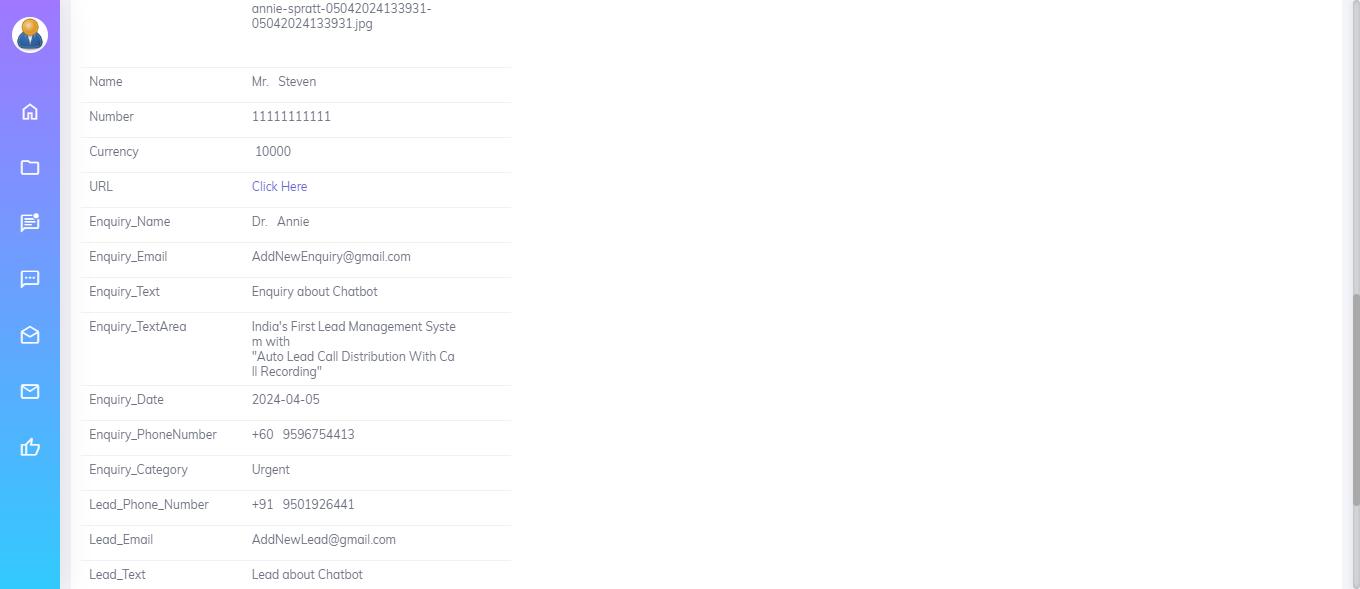 annie-spratt-05042024133931-
05042024133931.jpg
Name Mr. Steven
Number 11111111111
Currency 10000
URL Click Here
Enquiry_Name Dr. Annie
Enquiry_Email AddNewEnquiry@gmail.com
Enquiry_Text Enquiry about Chatbot
Enquiry_TextArea India's First Lead Management Syste
m with
"Auto Lead Call Distribution With Ca
ll Recording"
Enquiry_Date 2024-04-05
Enquiry_PhoneNumber +60 9596754413
Enquiry_Category Urgent
Lead_Phone_Number +91 9501926441
Lead_Email AddNewLead@gmail.com
Lead_Text Lead about Chatbot